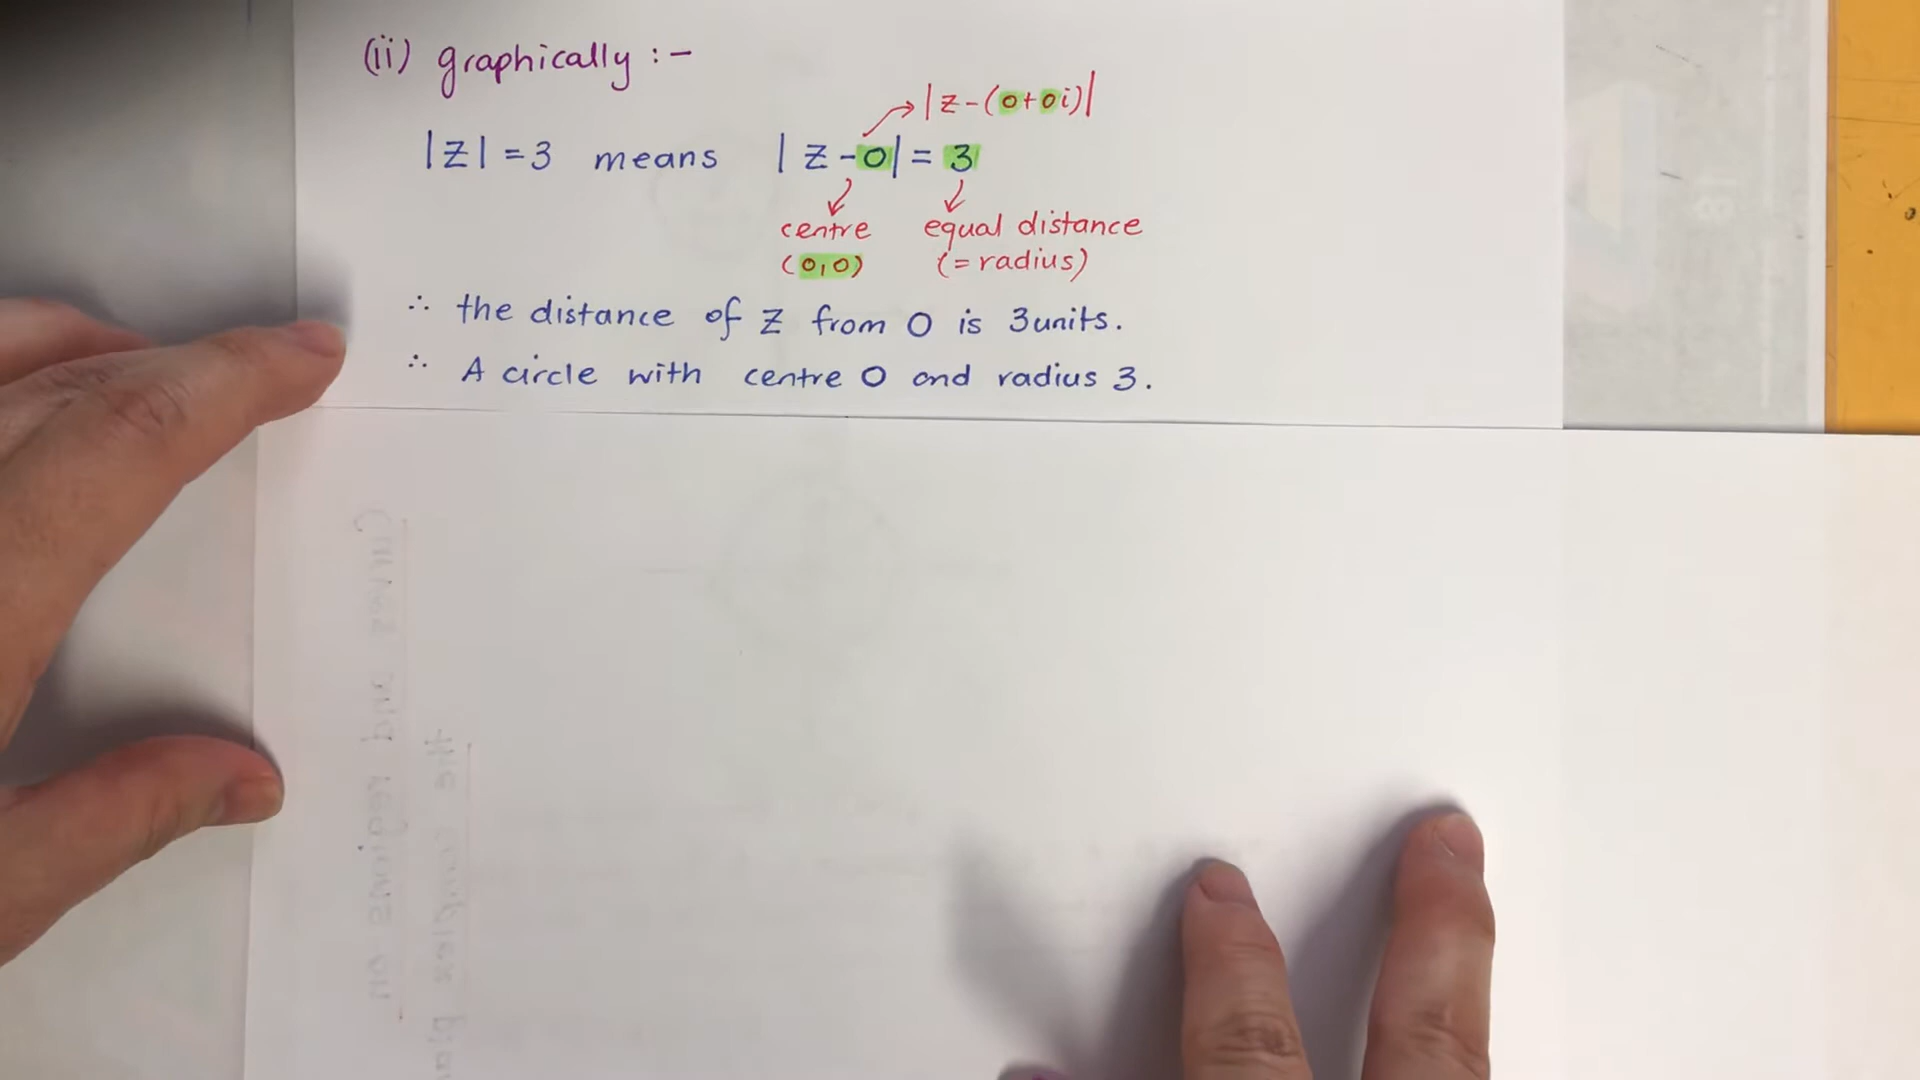 (ii) graphically :-
|z-(0+0i)|
|z| = 3 means |z-0| = 3
centre equal distance
(0,0) (= radius)
∴ the distance of z from O is 3units.
∴ A circle with centre O and radius 3.